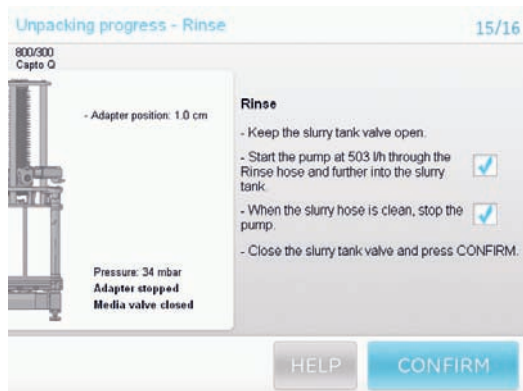 Unpacking progress - Rinse
15/16
800/300
Capto Q
- Adapter position: 1.0 cm
Rinse
- Keep the slurry tank valve open.
- Start the pump at 503 l/h through the
Rinse hose and further into the slurry
tank.
- When the slurry hose is clean, stop the
pump.
- Close the slurry tank valve and press CONFIRM.
Pressure: 34 mbar
Adapter stopped
Media valve closed
HELP
CONFIRM